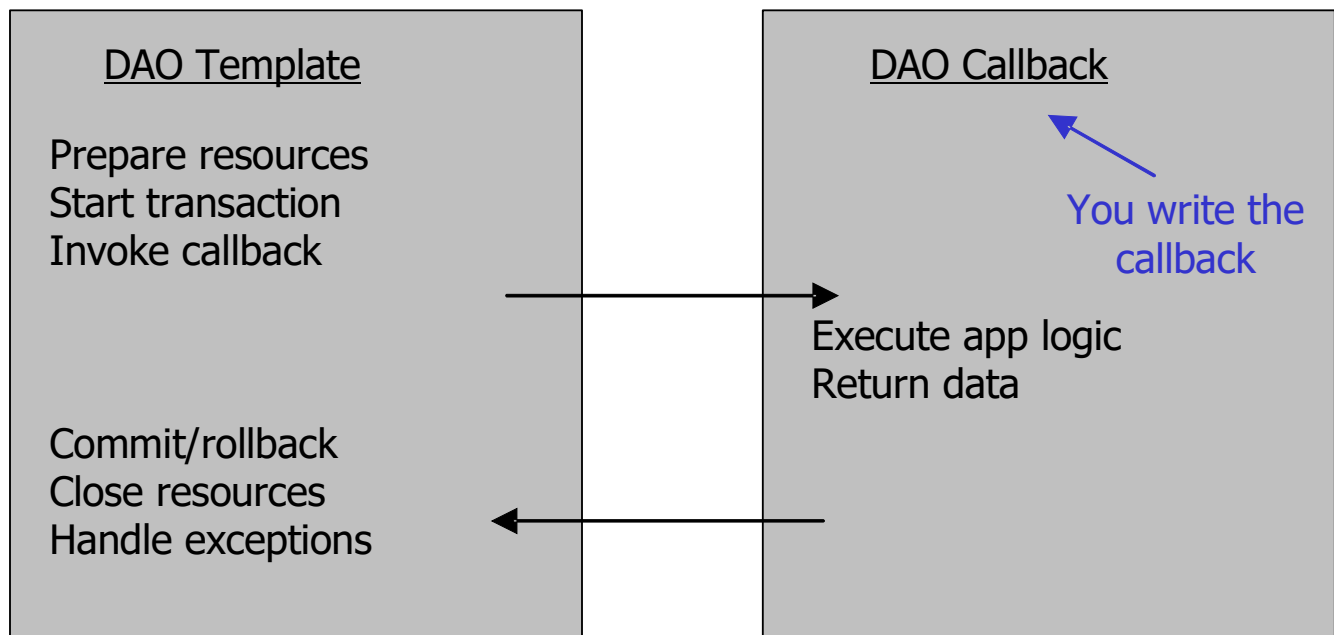 DAO Template
Prepare resources
Start transaction
Invoke callback
Commit/rollback
Close resources
Handle exceptions
DAO Callback
You write the
callback
Execute app logic
Return data